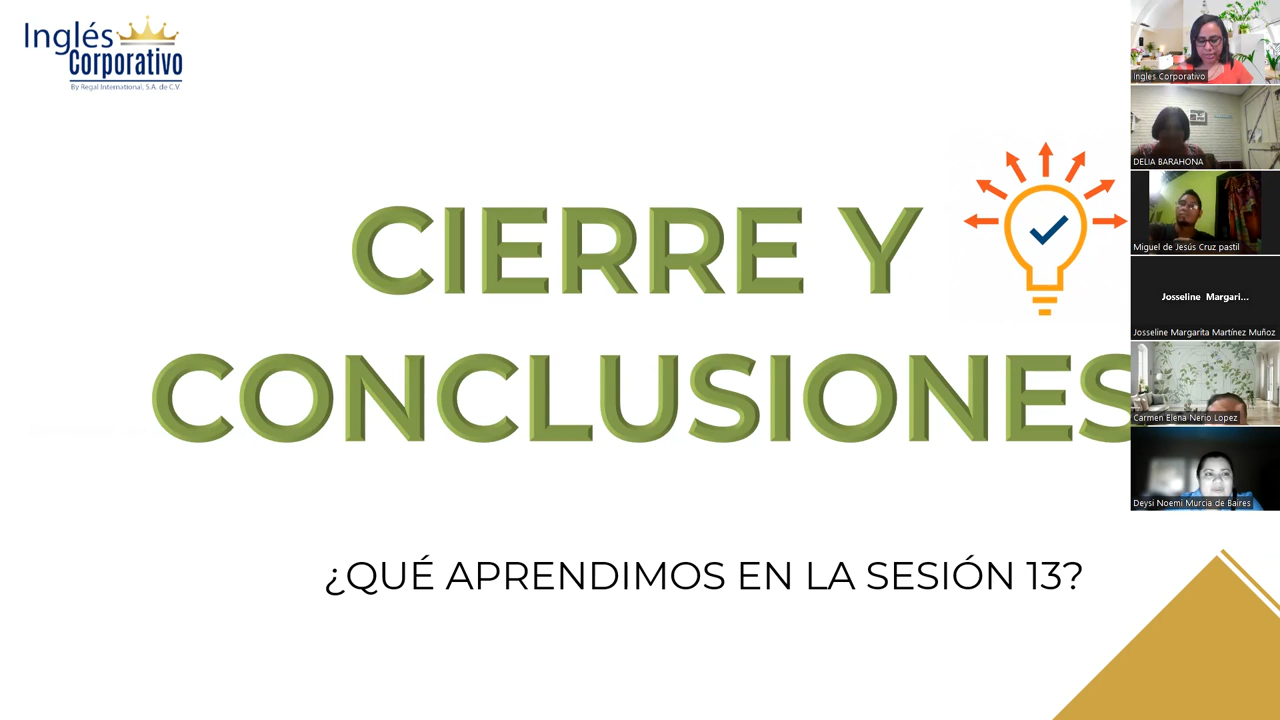 Inglés
Corporativo
By Regal International, S.A. de C.V
CIERRE Y
CONCLUSIONES
¿QUÉ APRENDIMOS EN LA SESIÓN 13?
Ingles Corporativo
DELIA BARAHONA
Miguel de Jesús Cruz pastil
Josseline Margari...
Josseline Margarita Martínez Muñoz
Carmen Elena Nerio Lopez
Deysi Noemi Murcia de Baires